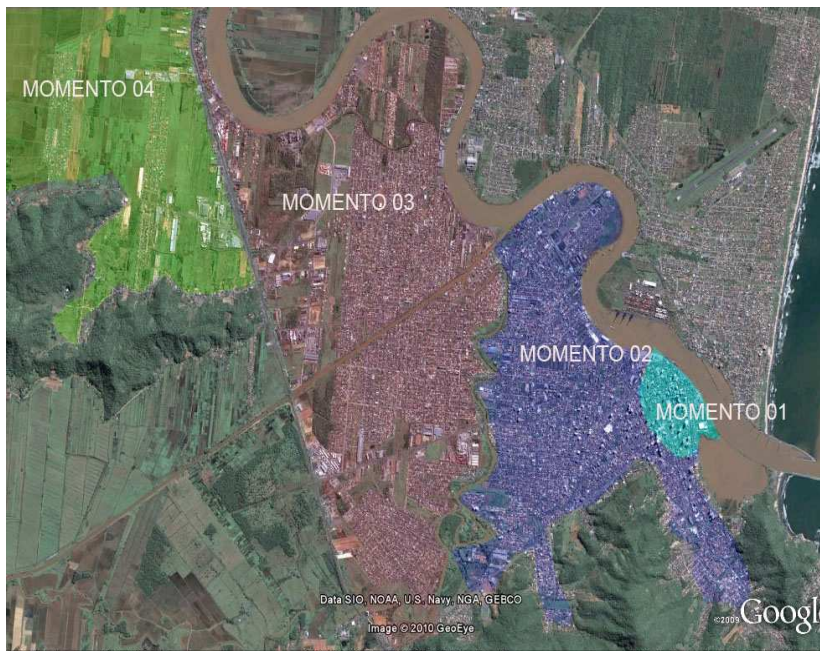 MOMENTO 04
MOMENTO 03
MOMENTO 02
MOMENTO 01
Data SIO, NOAA, U.S. Navy, NGA, GEBCO
©2009 Google
Image © 2010 GeoEye